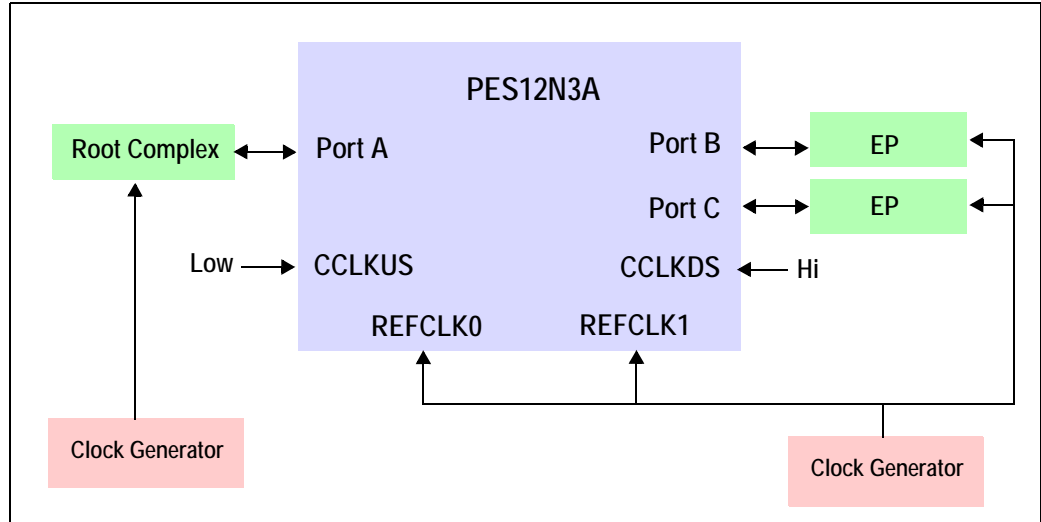 PES12N3A
Root Complex
Port A
Port B
EP
Port C
EP
Low
CCLKUS
CCLKDS
Hi
REFCLK0
REFCLK1
Clock Generator
Clock Generator